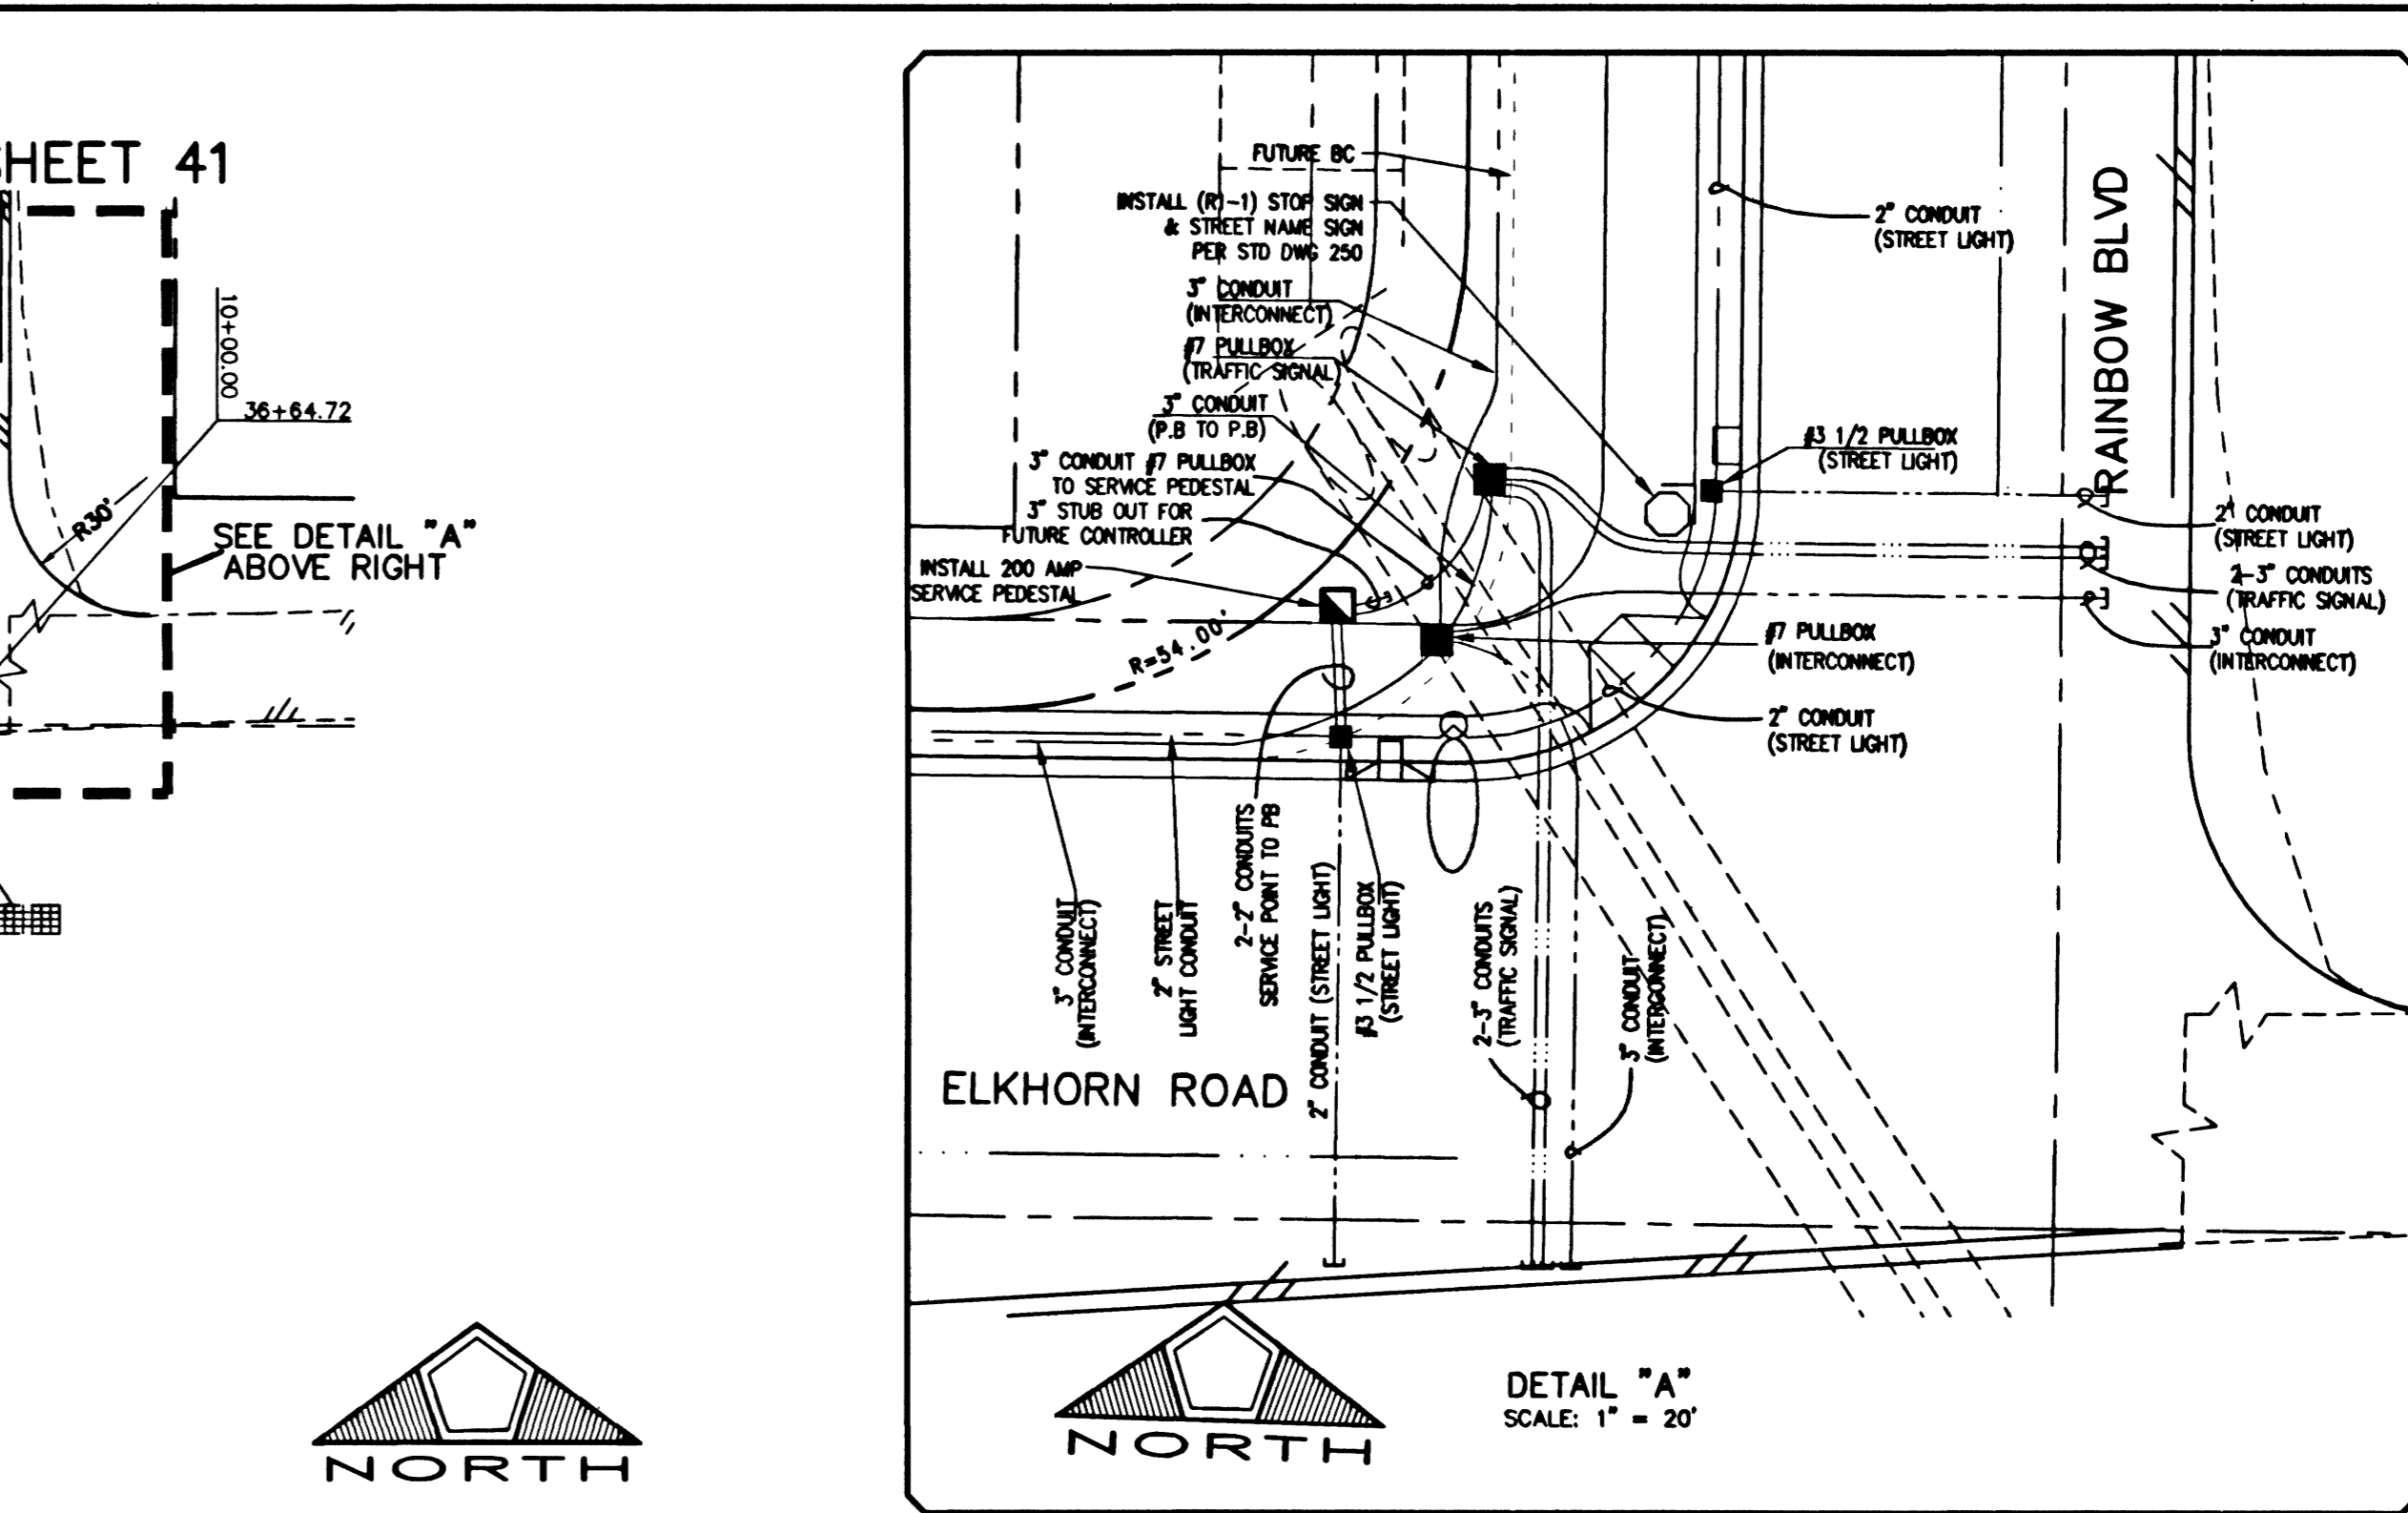 SHEET 41
10+00.00
36+64.72
R30'
SEE DETAIL "A"
ABOVE RIGHT
NORTH
FUTURE BC
INSTALL (R1-1) STOP SIGN
& STREET NAME SIGN
PER STD DWG 250
3" CONDUIT
(INTERCONNECT)
#7 PULLBOX
(TRAFFIC SIGNAL)
3" CONDUIT
(P.B TO P.B)
3" CONDUIT #7 PULLBOX
TO SERVICE PEDESTAL
3" STUB OUT FOR
FUTURE CONTROLLER
INSTALL 200 AMP
SERVICE PEDESTAL
R=54.00'
2" CONDUIT
(STREET LIGHT)
RAINBOW BLVD
#3 1/2 PULLBOX
(STREET LIGHT)
2" CONDUIT
(STREET LIGHT)
2-3" CONDUITS
(TRAFFIC SIGNAL)
3" CONDUIT
(INTERCONNECT)
#7 PULLBOX
(INTERCONNECT)
2" CONDUIT
(STREET LIGHT)
3" CONDUIT
(INTERCONNECT)
2" STREET
LIGHT CONDUIT
2-2" CONDUITS
SERVICE POINT TO PB
2" CONDUIT (STREET LIGHT)
#3 1/2 PULLBOX
(STREET LIGHT)
2-3" CONDUITS
(TRAFFIC SIGNAL)
3" CONDUIT
(INTERCONNECT)
ELKHORN ROAD
NORTH
DETAIL "A"
SCALE: 1" = 20'